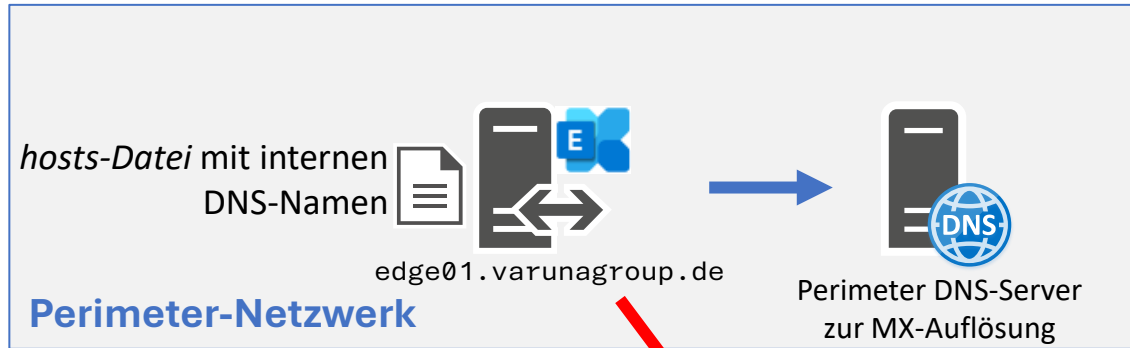 hosts-Datei mit internen
DNS-Namen
E
DNS
edge01.varunagroup.de
Perimeter DNS-Server
zur MX-Auflösung
Perimeter-Netzwerk